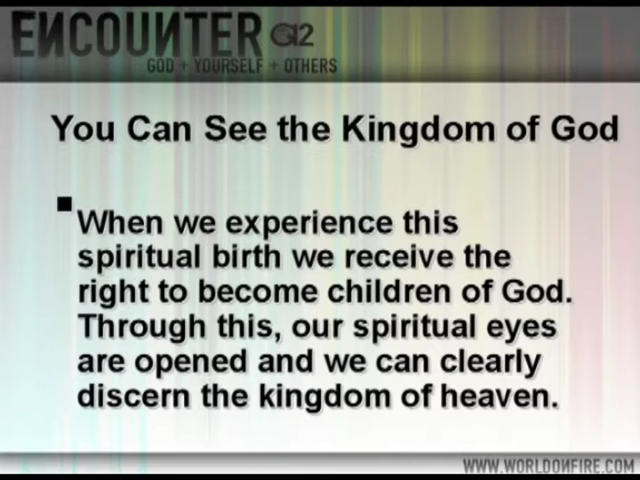 ENCOUNTER
GOD + YOURSELF + OTHERS
You Can See the Kingdom of God
When we experience this
spiritual birth we receive the
right to become children of God.
Through this, our spiritual eyes
are opened and we can clearly
discern the kingdom of heaven.
WWW.WORLDONFIRE.COM